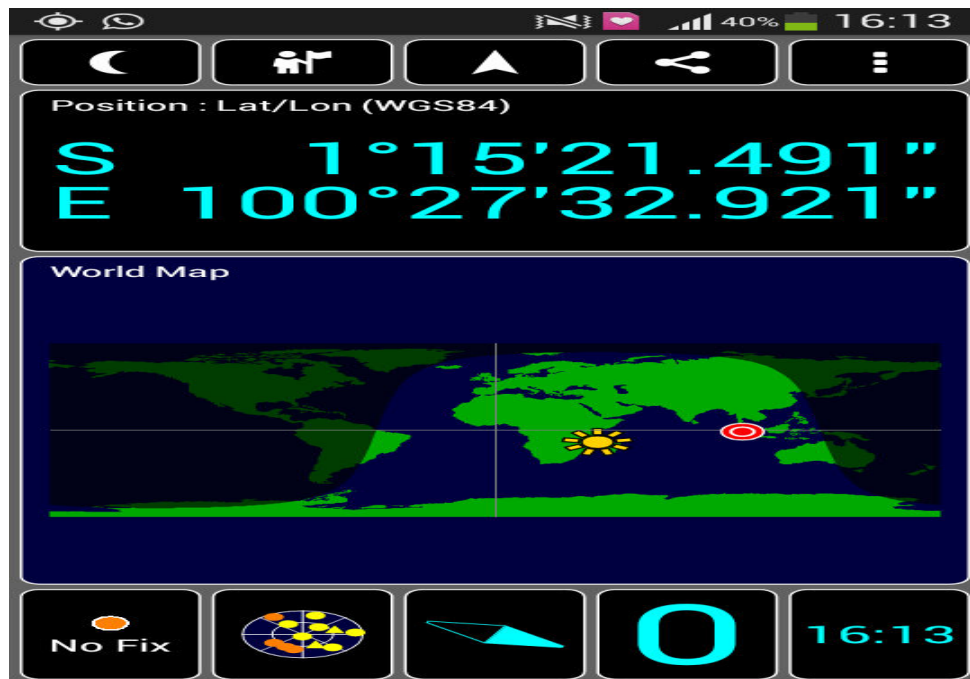 40% 16:13
Position : Lat/Lon (WGS84)
S 1°15'21.491"
E 100°27'32.921"
World Map
No Fix
0
16:13